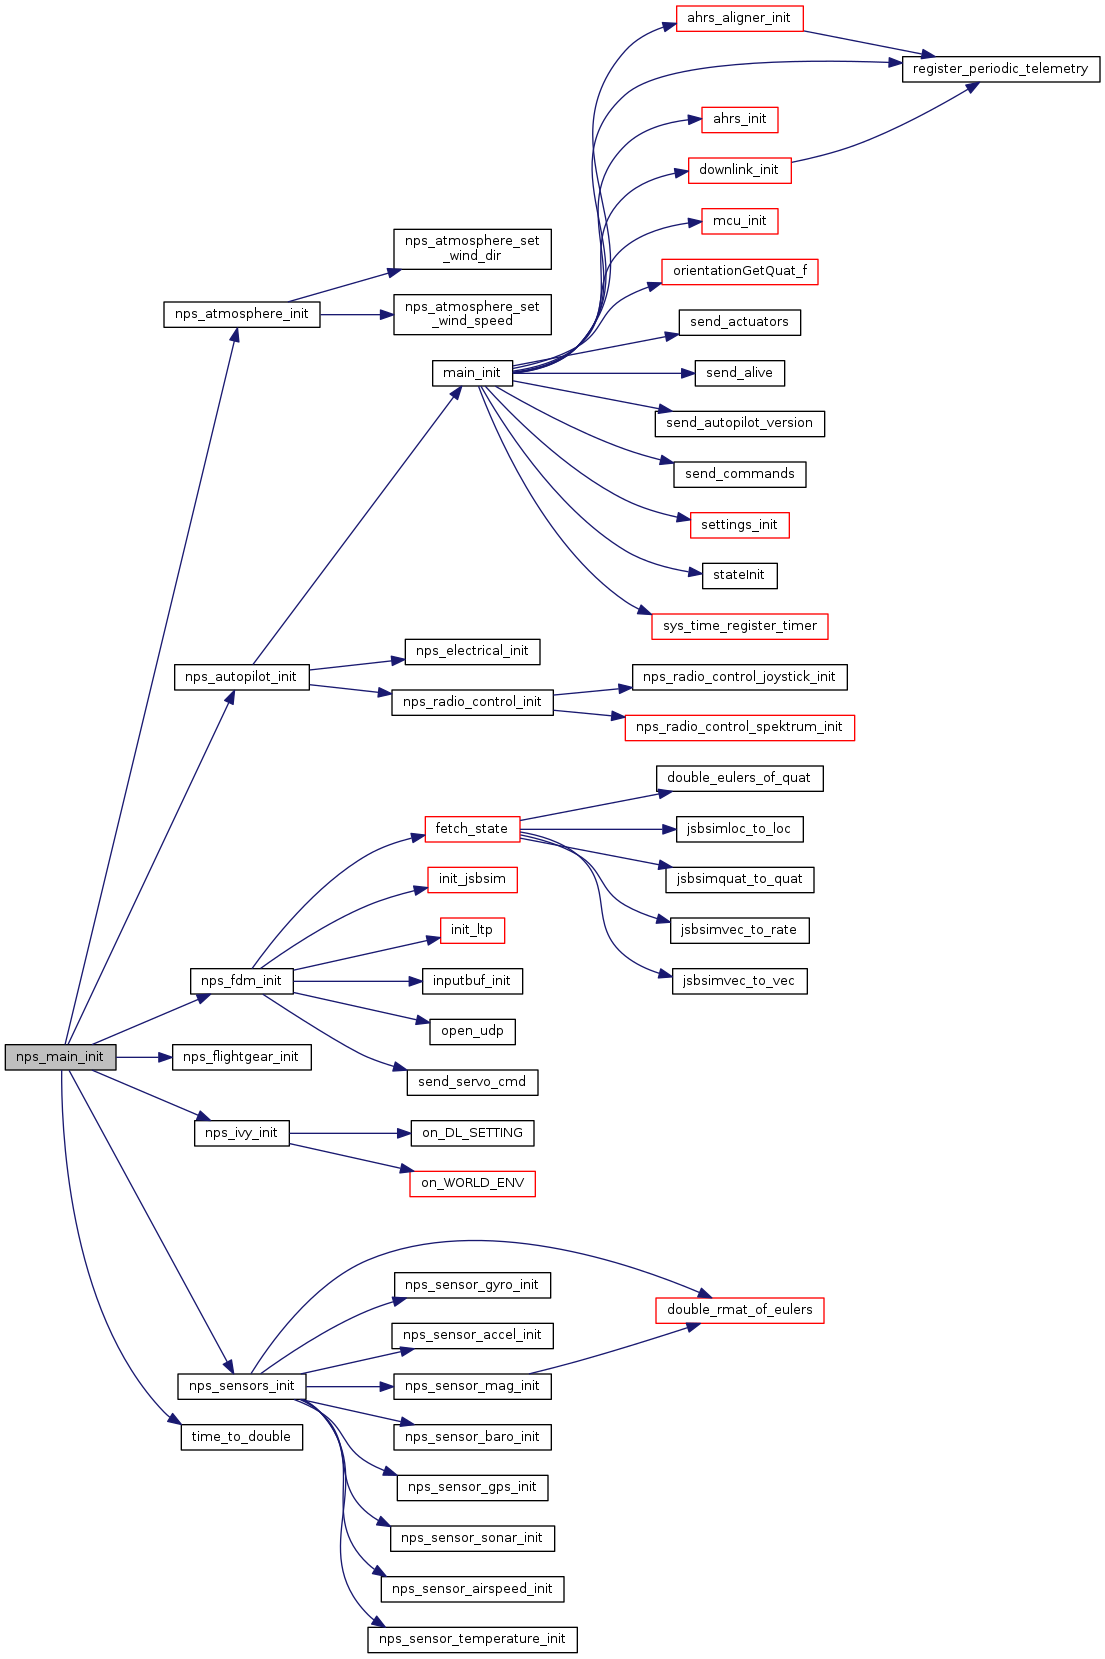 ahrs_aligner_init
register_periodic_telemetry
ahrs_init
downlink_init
mcu_init
nps_atmosphere_set
_wind_dir
orientationGetQuat_f
nps_atmosphere_init
nps_atmosphere_set
_wind_speed
send_actuators
main_init
send_alive
send_autopilot_version
send_commands
settings_init
stateInit
sys_time_register_timer
nps_electrical_init
nps_autopilot_init
nps_radio_control_joystick_init
nps_radio_control_init
nps_radio_control_spektrum_init
double_eulers_of_quat
fetch_state
jsbsimloc_to_loc
init_jsbsim
jsbsimquat_to_quat
init_ltp
jsbsimvec_to_rate
nps_fdm_init
inputbuf_init
jsbsimvec_to_vec
open_udp
nps_main_init
nps_flightgear_init
send_servo_cmd
nps_ivy_init
on_DL_SETTING
on_WORLD_ENV
nps_sensor_gyro_init
double_rmat_of_eulers
nps_sensor_accel_init
nps_sensors_init
nps_sensor_mag_init
time_to_double
nps_sensor_baro_init
nps_sensor_gps_init
nps_sensor_sonar_init
nps_sensor_airspeed_init
nps_sensor_temperature_init